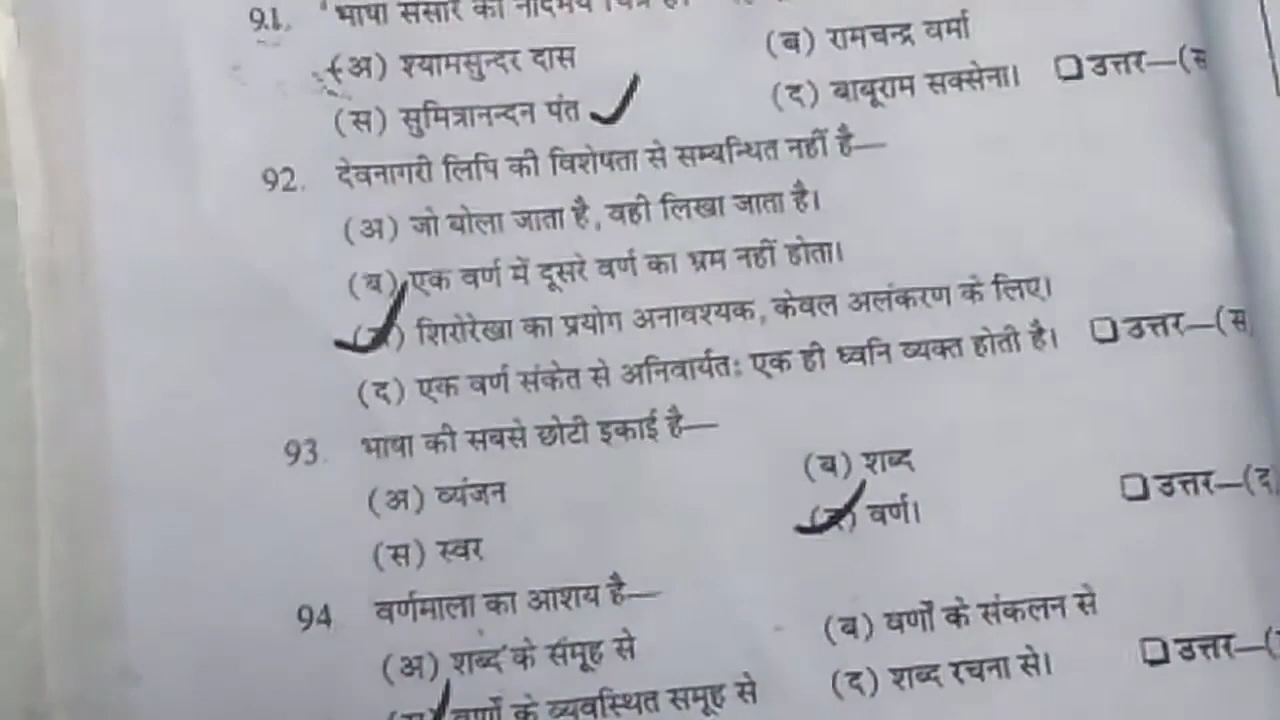 91. 'भाषा संसार का नादमय चित्र है।
(अ) श्यामसुन्दर दास (ब) रामचन्द्र वर्मा
(स) सुमित्रानन्दन पंत (द) बाबूराम सक्सेना। उत्तर—(स
92. देवनागरी लिपि की विशेषता से सम्बन्धित नहीं है—
(अ) जो बोला जाता है, वही लिखा जाता है।
(ब) एक वर्ण में दूसरे वर्ण का भ्रम नहीं होता।
(स) शिरोरेखा का प्रयोग अनावश्यक, केवल अलंकरण के लिए।
(द) एक वर्ण संकेत से अनिवार्यतः एक ही ध्वनि व्यक्त होती है। उत्तर—(स
93. भाषा की सबसे छोटी इकाई है—
(अ) व्यंजन (ब) शब्द
(स) स्वर (द) वर्ण। उत्तर—(द
94 वर्णमाला का आशय है—
(अ) शब्द के समूह से (ब) वर्णों के संकलन से
(स) वर्णों के व्यवस्थित समूह से (द) शब्द रचना से। उत्तर—(